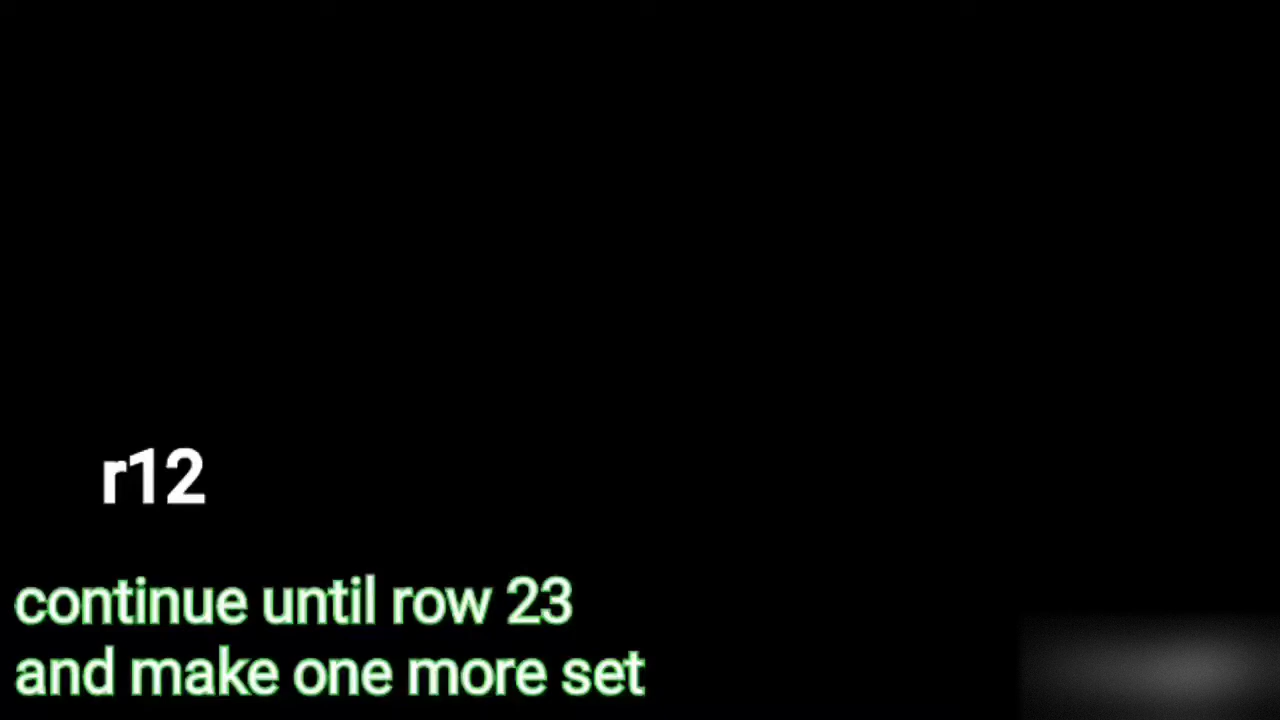 r12
continue until row 23
and make one more set